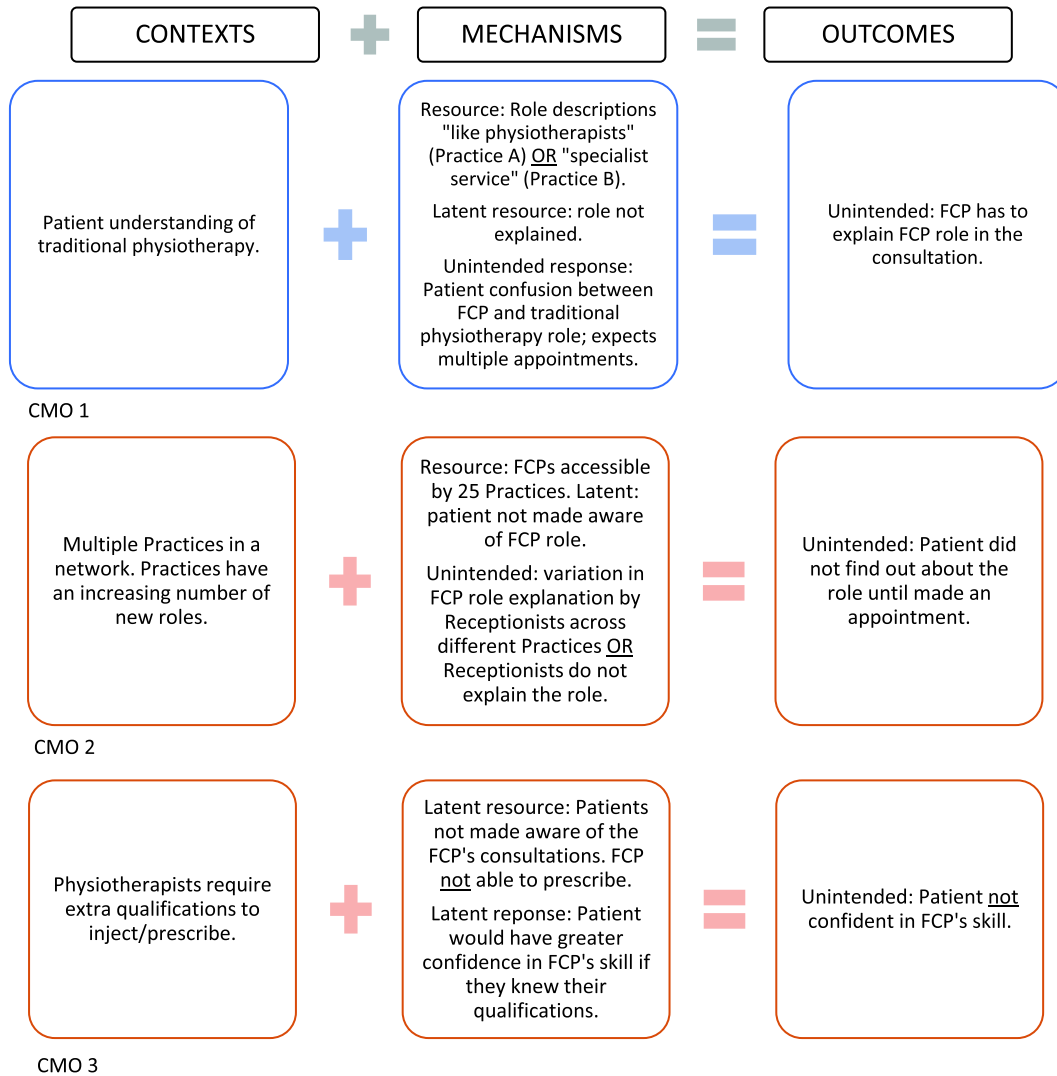 CONTEXTS
MECHANISMS
OUTCOMES
Patient understanding of
traditional physiotherapy.
Resource: Role descriptions
"like physiotherapists"
(Practice A) OR "specialist
service" (Practice B).
Latent resource: role not
explained.
Unintended response:
Patient confusion between
FCP and traditional
physiotherapy role; expects
multiple appointments.
Unintended: FCP has to
explain FCP role in the
consultation.
CMO 1
Multiple Practices in a
network. Practices have
an increasing number of
new roles.
Resource: FCPs accessible
by 25 Practices. Latent:
patient not made aware
of FCP role.
Unintended: variation in
FCP role explanation by
Receptionists across
different Practices OR
Receptionists do not
explain the role.
Unintended: Patient did
not find out about the
role until made an
appointment.
CMO 2
Physiotherapists require
extra qualifications to
inject/prescribe.
Latent resource: Patients
not made aware of the
FCP's consultations. FCP
not able to prescribe.
Latent reponse: Patient
would have greater
confidence in FCP's skill if
they knew their
qualifications.
Unintended: Patient not
confident in FCP's skill.
CMO 3